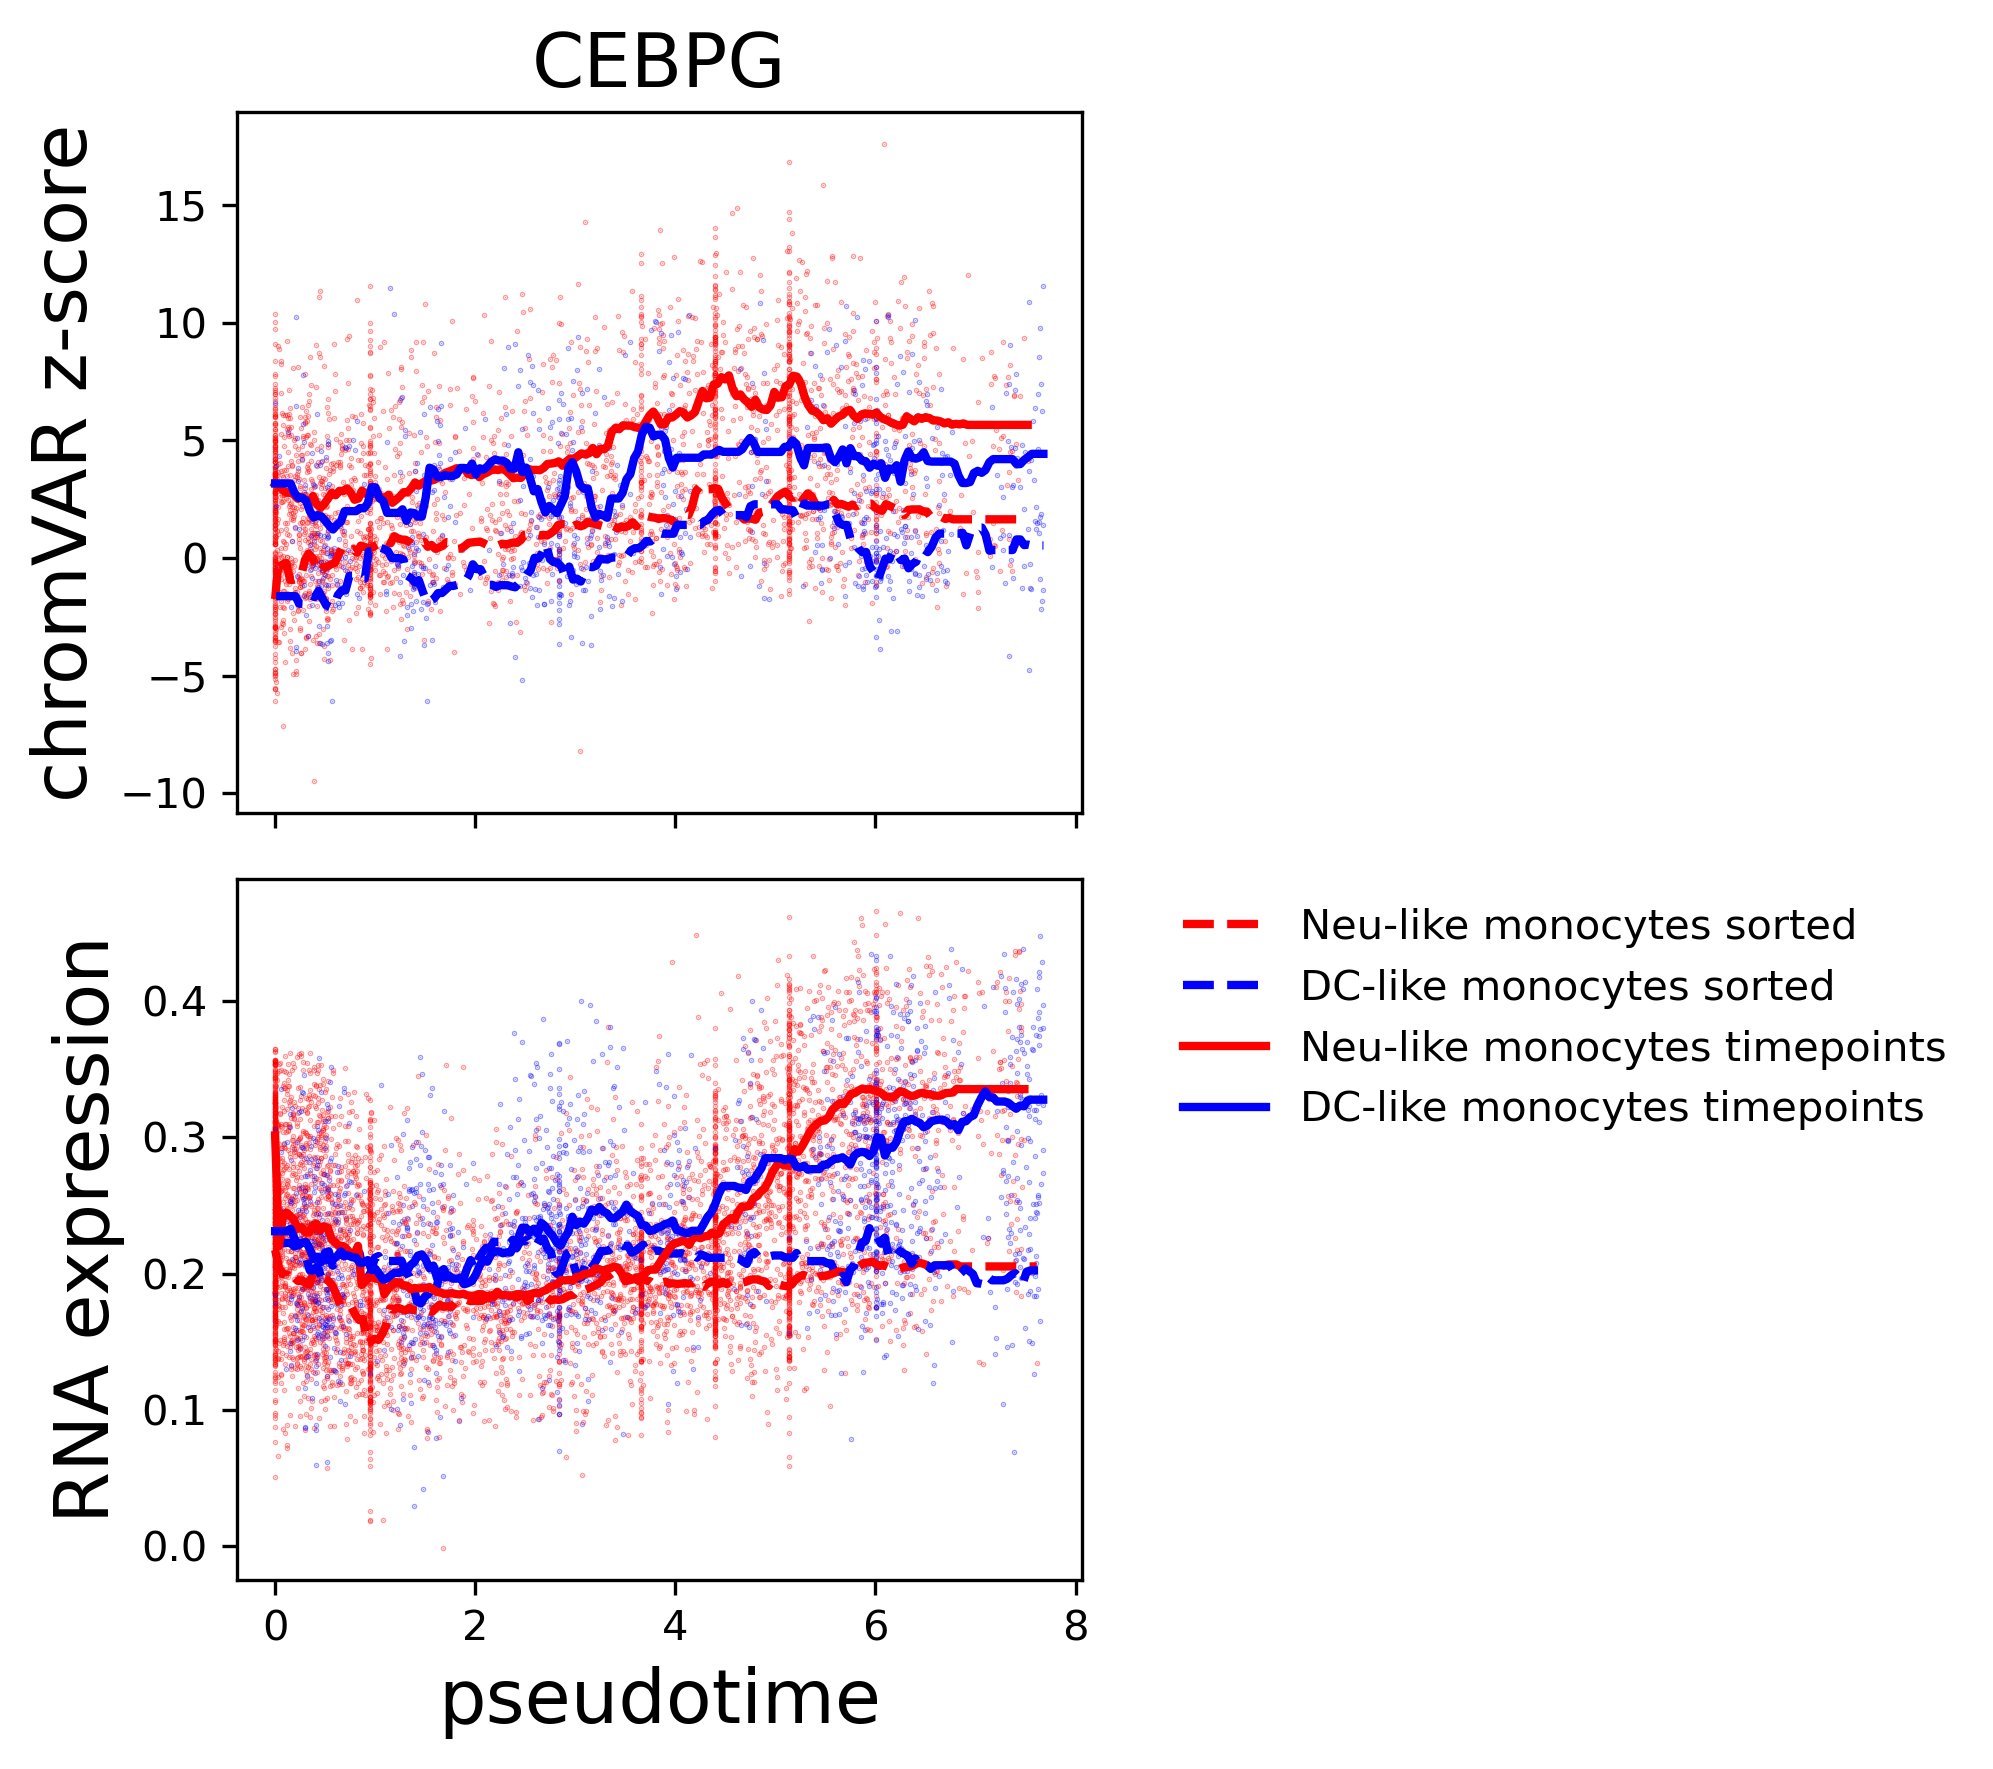 CEBPG
chromVAR z-score
15
10
5
0
−5
−10
RNA expression
0.4
0.3
0.2
0.1
0.0
0 2 4 6 8
pseudotime
Neu-like monocytes sorted
DC-like monocytes sorted
Neu-like monocytes timepoints
DC-like monocytes timepoints